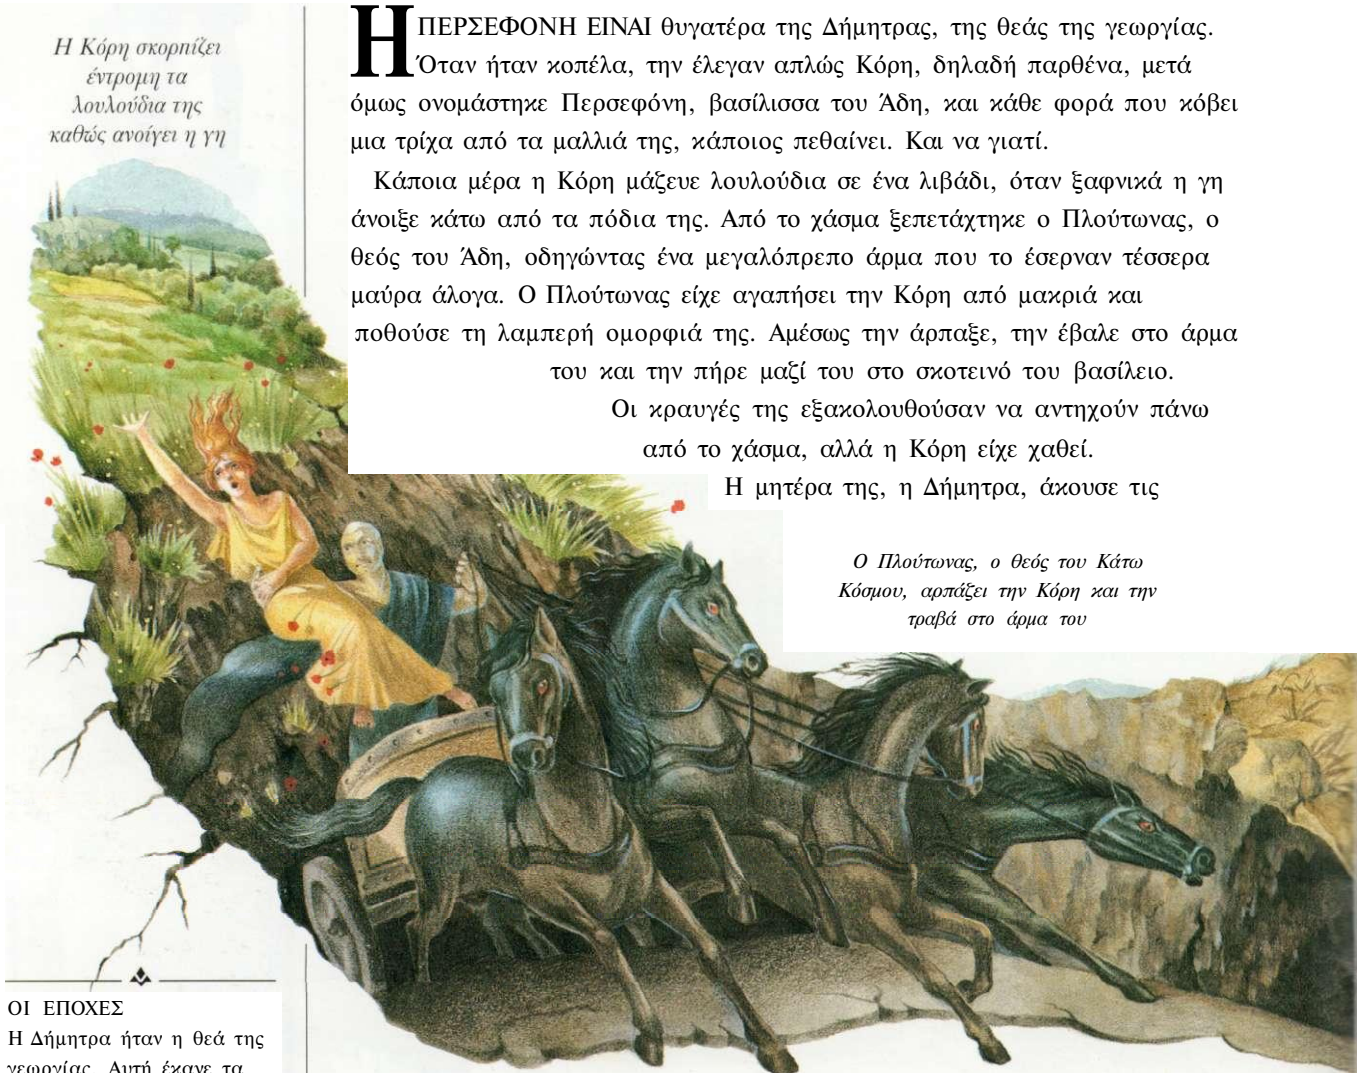 Η Κόρη σκορπίζει
έντρομη τα
λουλούδια της
καθώς ανοίγει η γη
Η ΠΕΡΣΕΦΟΝΗ ΕΙΝΑΙ θυγατέρα της Δήμητρας, της θεάς της γεωργίας.
Όταν ήταν κοπέλα, την έλεγαν απλώς Κόρη, δηλαδή παρθένα, μετά
όμως ονομάστηκε Περσεφόνη, βασίλισσα του Άδη, και κάθε φορά που κόβει
μια τρίχα από τα μαλλιά της, κάποιος πεθαίνει. Και να γιατί.
Κάποια μέρα η Κόρη μάζευε λουλούδια σε ένα λιβάδι, όταν ξαφνικά η γη
άνοιξε κάτω από τα πόδια της. Από το χάσμα ξεπετάχτηκε ο Πλούτωνας, ο
θεός του Άδη, οδηγώντας ένα μεγαλόπρεπο άρμα που το έσερναν τέσσερα
μαύρα άλογα. Ο Πλούτωνας είχε αγαπήσει την Κόρη από μακριά και
ποθούσε τη λαμπερή ομορφιά της. Αμέσως την άρπαξε, την έβαλε στο άρμα
του και την πήρε μαζί του στο σκοτεινό του βασίλειο.
Οι κραυγές της εξακολουθούσαν να αντηχούν πάνω
από το χάσμα, αλλά η Κόρη είχε χαθεί.
Η μητέρα της, η Δήμητρα, άκουσε τις
Ο Πλούτωνας, ο θεός του Κάτω
Κόσμου, αρπάζει την Κόρη και την
τραβά στο άρμα του
ΟΙ ΕΠΟΧΕΣ
Η Δήμητρα ήταν η θεά της
γεωργίας. Αυτή έκανε τα